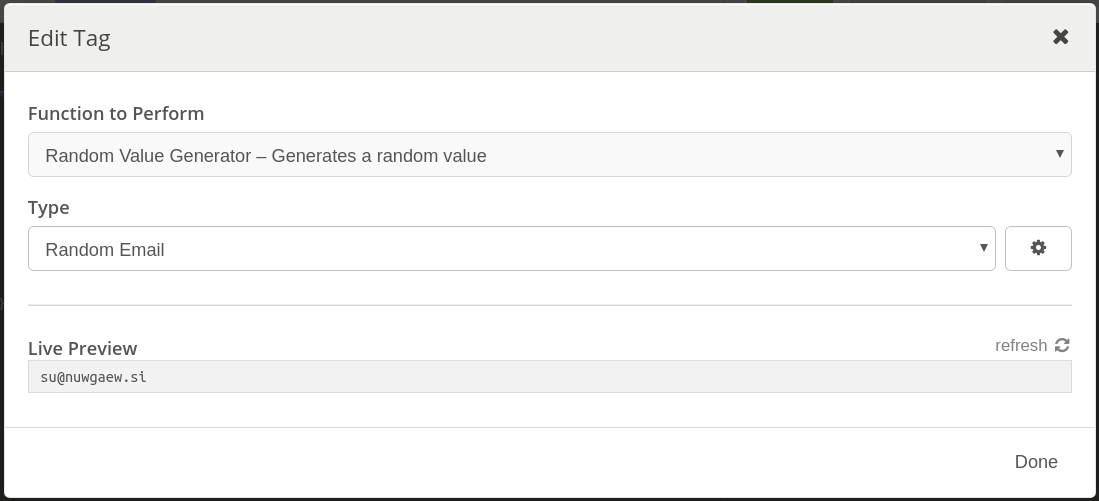 Edit Tag
Function to Perform
Random Value Generator – Generates a random value
Type
Random Email
Live Preview
refresh
su@nuwgaew.si
Done